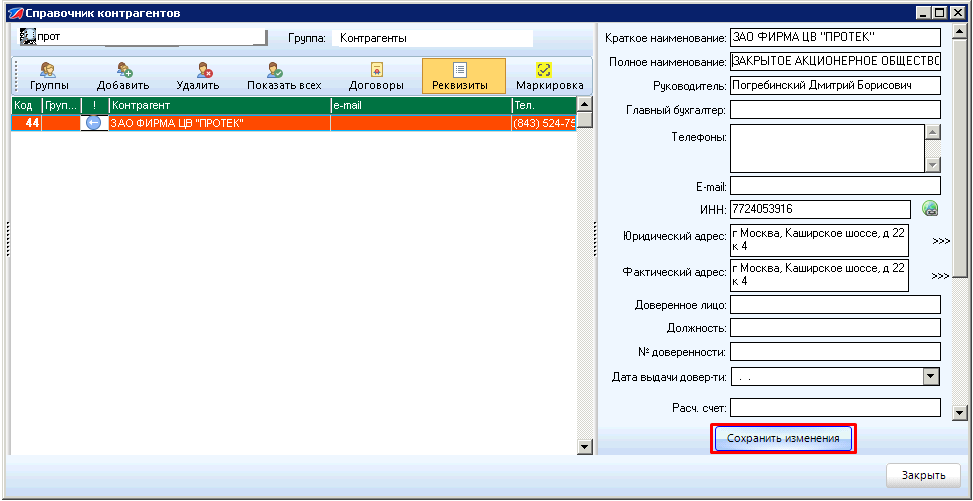 Справочник контрагентов
прот
Группа: Контрагенты
Группы Добавить Удалить Показать всех Договоры Реквизиты Маркировка
Код Груп... ! Контрагент e-mail Тел.
44 ЗАО ФИРМА ЦВ "ПРОТЕК" (843) 524-75
Краткое наименование: ЗАО ФИРМА ЦВ "ПРОТЕК"
Полное наименование: ЗАКРЫТОЕ АКЦИОНЕРНОЕ ОБЩЕСТВО
Руководитель: Погребинский Дмитрий Борисович
Главный бухгалтер:
Телефоны:
E-mail:
ИНН: 7724053916
Юридический адрес: г Москва, Каширское шоссе, д 22
к 4 >>>
Фактический адрес: г Москва, Каширское шоссе, д 22
к 4 >>>
Доверенное лицо:
Должность:
№ доверенности:
Дата выдачи довер-ти: . .
Расч. счет:
Сохранить изменения
Закрыть